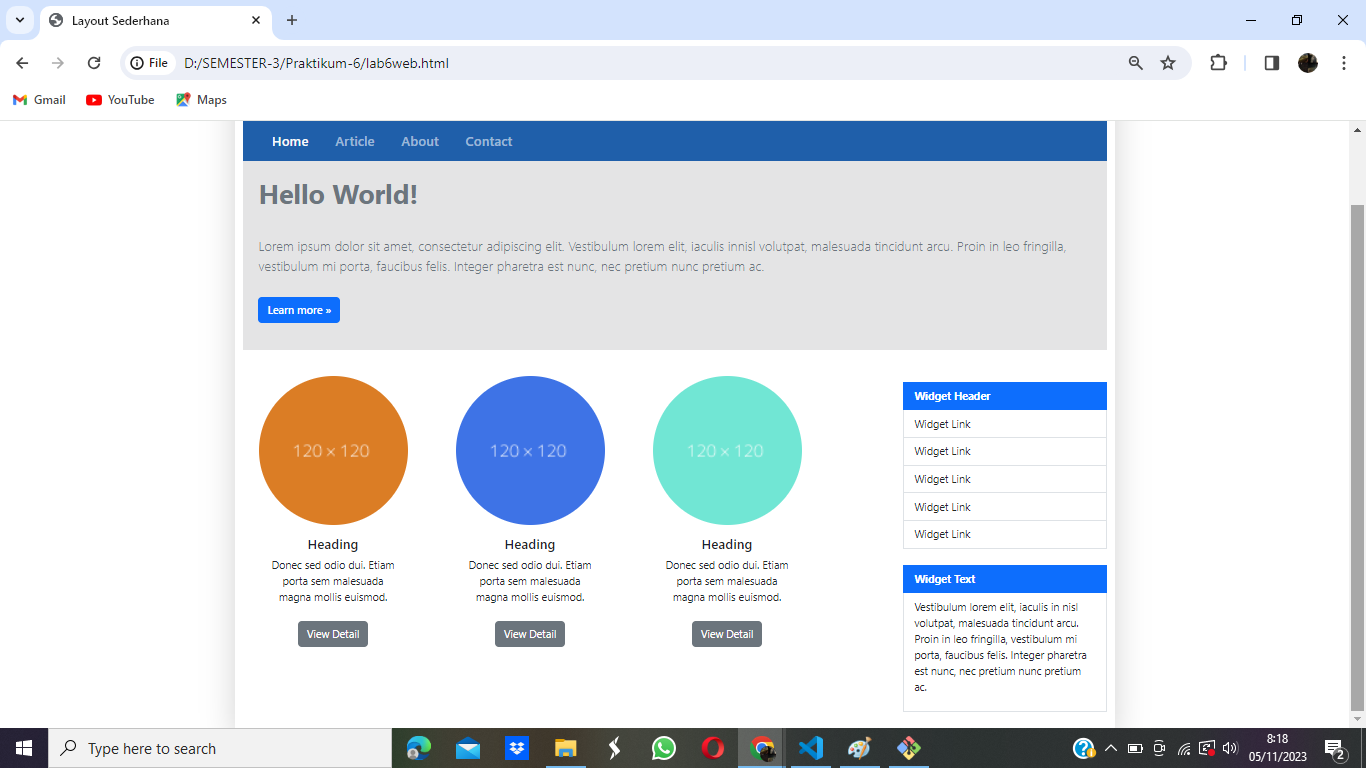 Layout Sederhana
File
D:/SEMESTER-3/Praktikum-6/lab6web.html
Gmail
YouTube
Maps
Home Article About Contact
Hello World!
Lorem ipsum dolor sit amet, consectetur adipiscing elit. Vestibulum lorem elit, iaculis innisl volutpat, malesuada tincidunt arcu. Proin in leo fringilla,
vestibulum mi porta, faucibus felis. Integer pharetra est nunc, nec pretium nunc pretium ac.
Learn more »
120 × 120
Heading
Donec sed odio dui. Etiam
porta sem malesuada
magna mollis euismod.
View Detail
120 × 120
Heading
Donec sed odio dui. Etiam
porta sem malesuada
magna mollis euismod.
View Detail
120 × 120
Heading
Donec sed odio dui. Etiam
porta sem malesuada
magna mollis euismod.
View Detail
Widget Header
Widget Link
Widget Link
Widget Link
Widget Link
Widget Link
Widget Text
Vestibulum lorem elit, iaculis in nisl
volutpat, malesuada tincidunt arcu.
Proin in leo fringilla, vestibulum mi
porta, faucibus felis. Integer pharetra
est nunc, nec pretium nunc pretium
ac.
Type here to search
8:18
05/11/2023
2